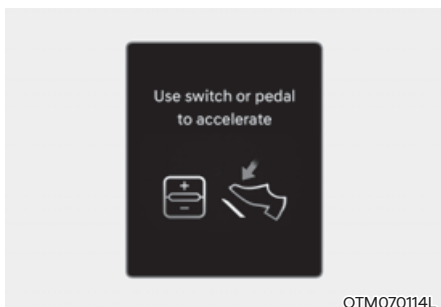 Use switch or pedal
to accelerate
+
−
OTM070114L